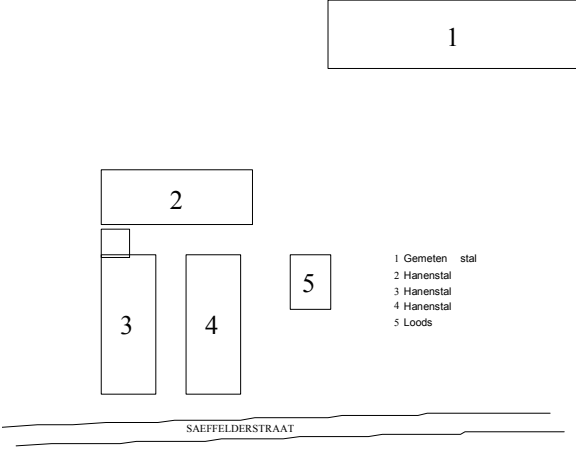 1
2
3
4
5
1 Gemeten stal
2 Hanenstal
3 Hanenstal
4 Hanenstal
5 Loods
SAEFFELDERSTRAAT